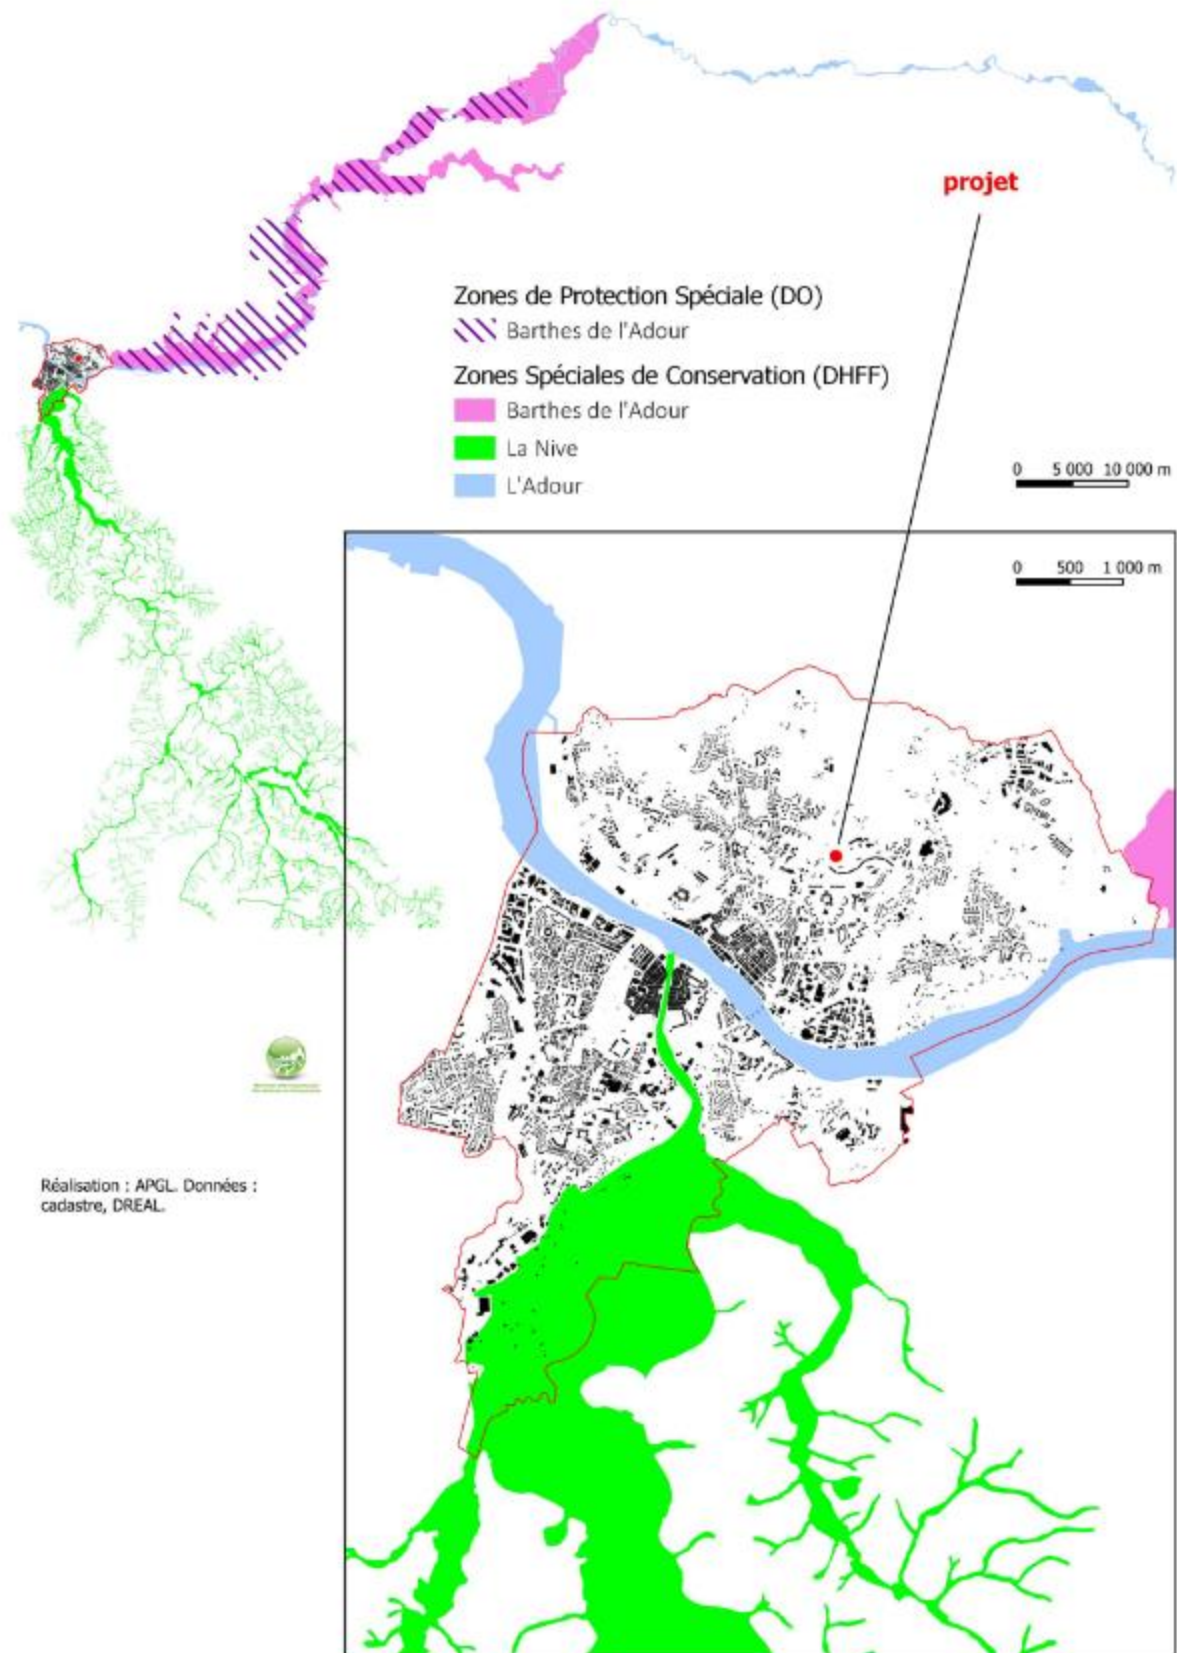 projet
Zones de Protection Spéciale (DO)
Barthes de l'Adour
Zones Spéciales de Conservation (DHFF)
Barthes de l'Adour
La Nive
L'Adour
0 5 000 10 000 m
0 500 1 000 m
Réalisation : APGL. Données :
cadastre, DREAL.